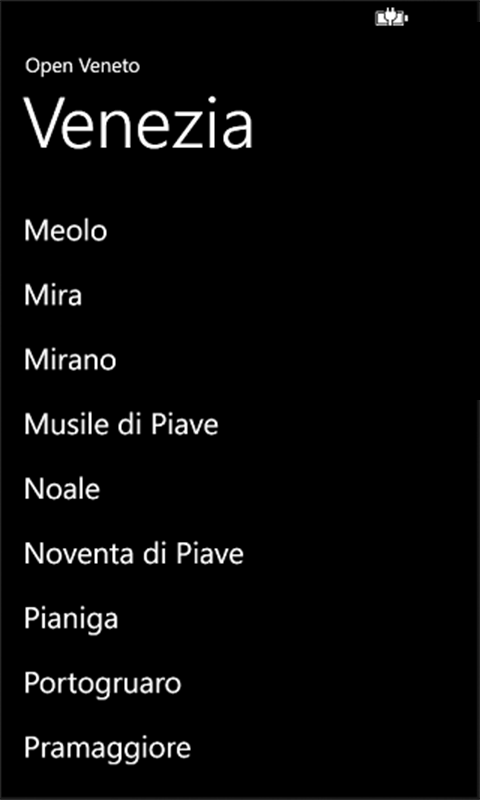 Open Veneto
Venezia
Meolo
Mira
Mirano
Musile di Piave
Noale
Noventa di Piave
Pianiga
Portogruaro
Pramaggiore